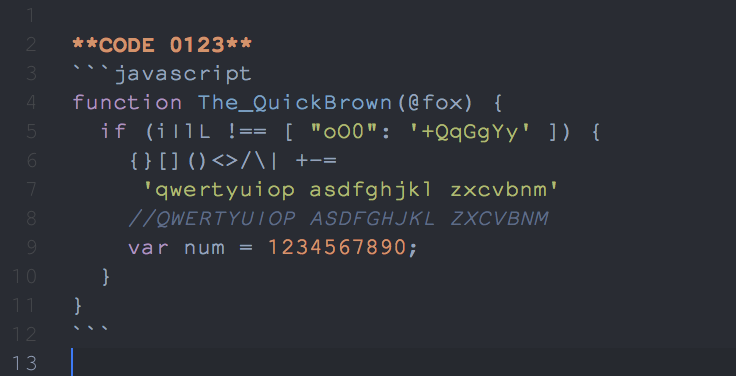 1
2 **CODE 0123**
3 ```javascript
4 function The_QuickBrown(@fox) {
5   if (i|lL !== [ "oO0": '+QqGgYy' ]) {
6     {}[]()<>/\| +-=
7      'qwertyuiop asdfghjkl zxcvbnm'
8     //QWERTYUIOP ASDFGHJKL ZXCVBNM
9     var num = 1234567890;
10   }
11 }
12 ```
13